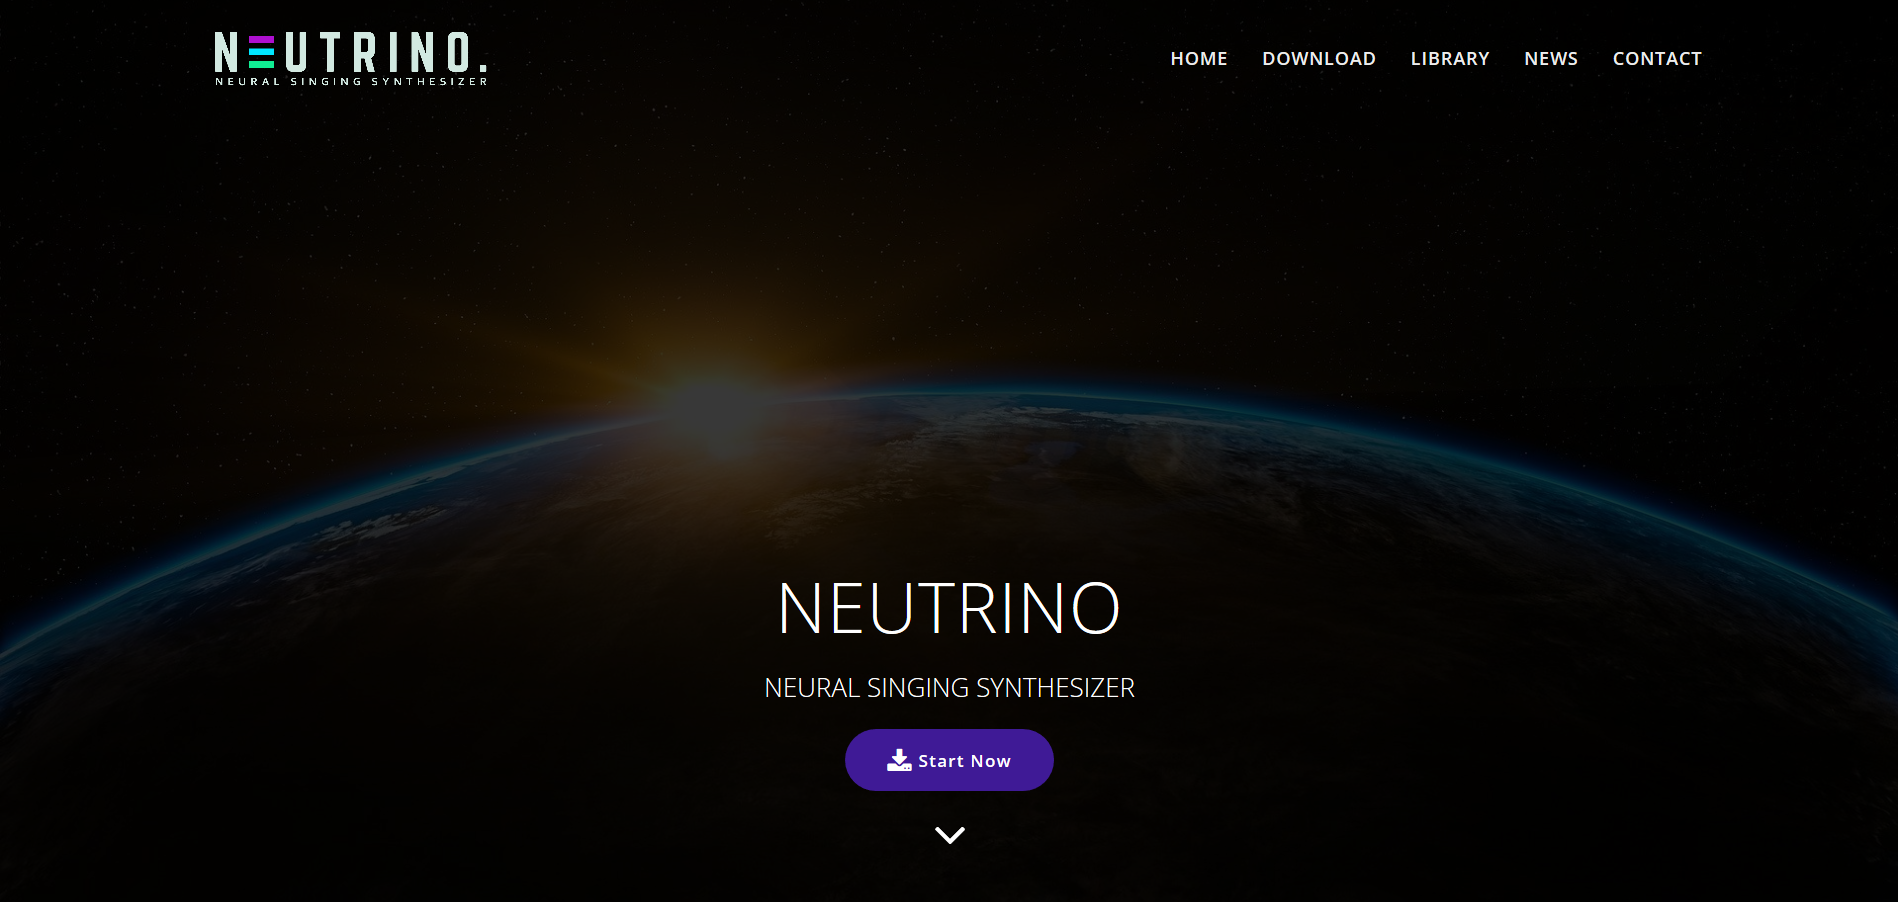 NEUTRINO.
NEURAL SINGING SYNTHESIZER
HOME DOWNLOAD LIBRARY NEWS CONTACT
NEUTRINO
NEURAL SINGING SYNTHESIZER
Start Now